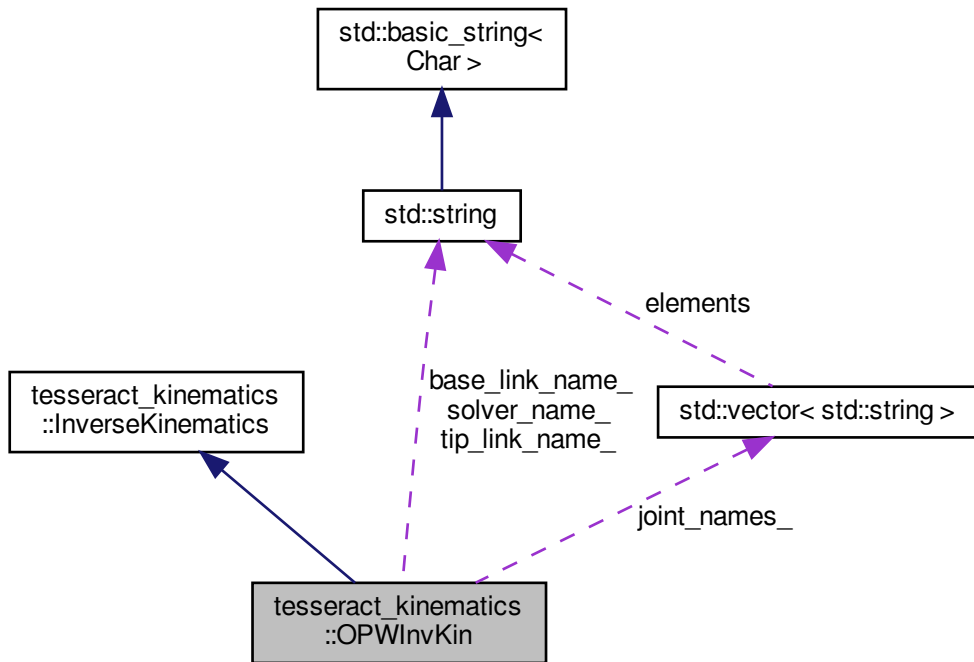 std::basic_string<
Char >
std::string
elements
tesseract_kinematics
::InverseKinematics
base_link_name_
solver_name_
tip_link_name_
std::vector< std::string >
joint_names_
tesseract_kinematics
::OPWInvKin